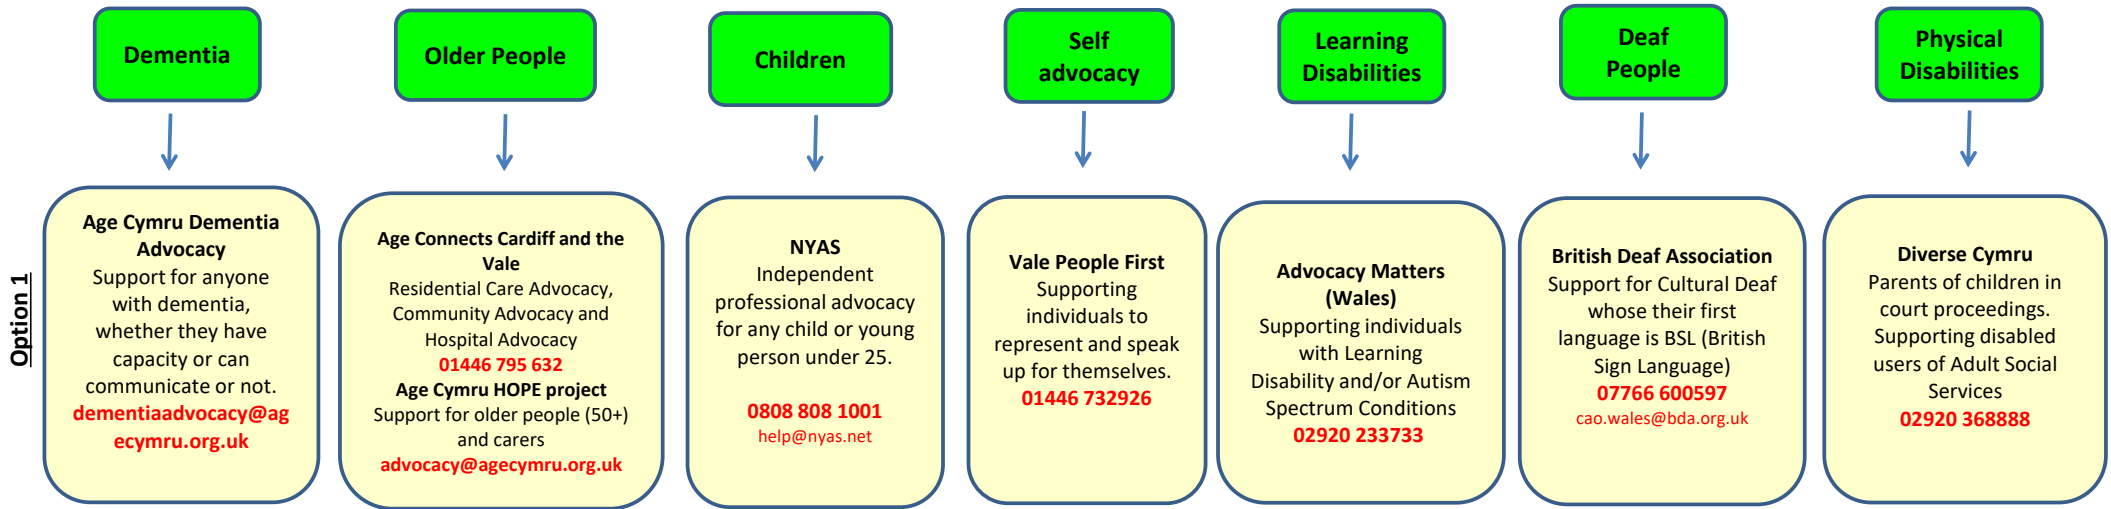 Dementia
Older People
Children
Self
advocacy
Learning
Disabilities
Deaf
People
Physical
Disabilities
Option 1
Age Cymru Dementia
Advocacy
Support for anyone
with dementia,
whether they have
capacity or can
communicate or not.
dementiaadvocacy@ag
ecymru.org.uk
Age Connects Cardiff and the
Vale
Residential Care Advocacy,
Community Advocacy and
Hospital Advocacy
01446 795 632
Age Cymru HOPE project
Support for older people (50+)
and carers
advocacy@agecymru.org.uk
NYAS
Independent
professional advocacy
for any child or young
person under 25.
0808 808 1001
help@nyas.net
Vale People First
Supporting
individuals to
represent and speak
up for themselves.
01446 732926
Advocacy Matters
(Wales)
Supporting individuals
with Learning
Disability and/or Autism
Spectrum Conditions
02920 233733
British Deaf Association
Support for Cultural Deaf
whose their first
language is BSL (British
Sign Language)
07766 600597
cao.wales@bda.org.uk
Diverse Cymru
Parents of children in
court proceedings.
Supporting disabled
users of Adult Social
Services
02920 368888